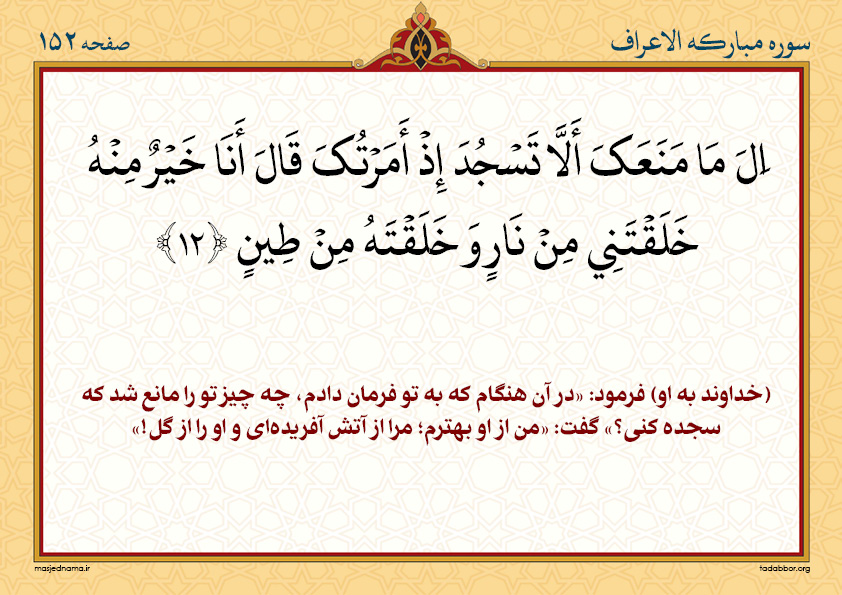 سوره مبارکه الاعراف
صفحه ۱۵۲
اِلَ مَا مَنَعَکَ أَلَّا تَسْجُدَ إِذْ أَمَرْتُکَ قَالَ أَنَا خَيْرٌ مِنْهُ
خَلَقْتَنِي مِنْ نَارٍ وَ خَلَقْتَهُ مِنْ طِينٍ ﴿۱۲﴾
(خداوند به او) فرمود: «در آن هنگام که به تو فرمان دادم، چه چیز تو را مانع شد که
سجده کنی؟» گفت: «من از او بهترم؛ مرا از آتش آفریده‌ای و او را از گل!»
masjednama.ir
tadabbor.org